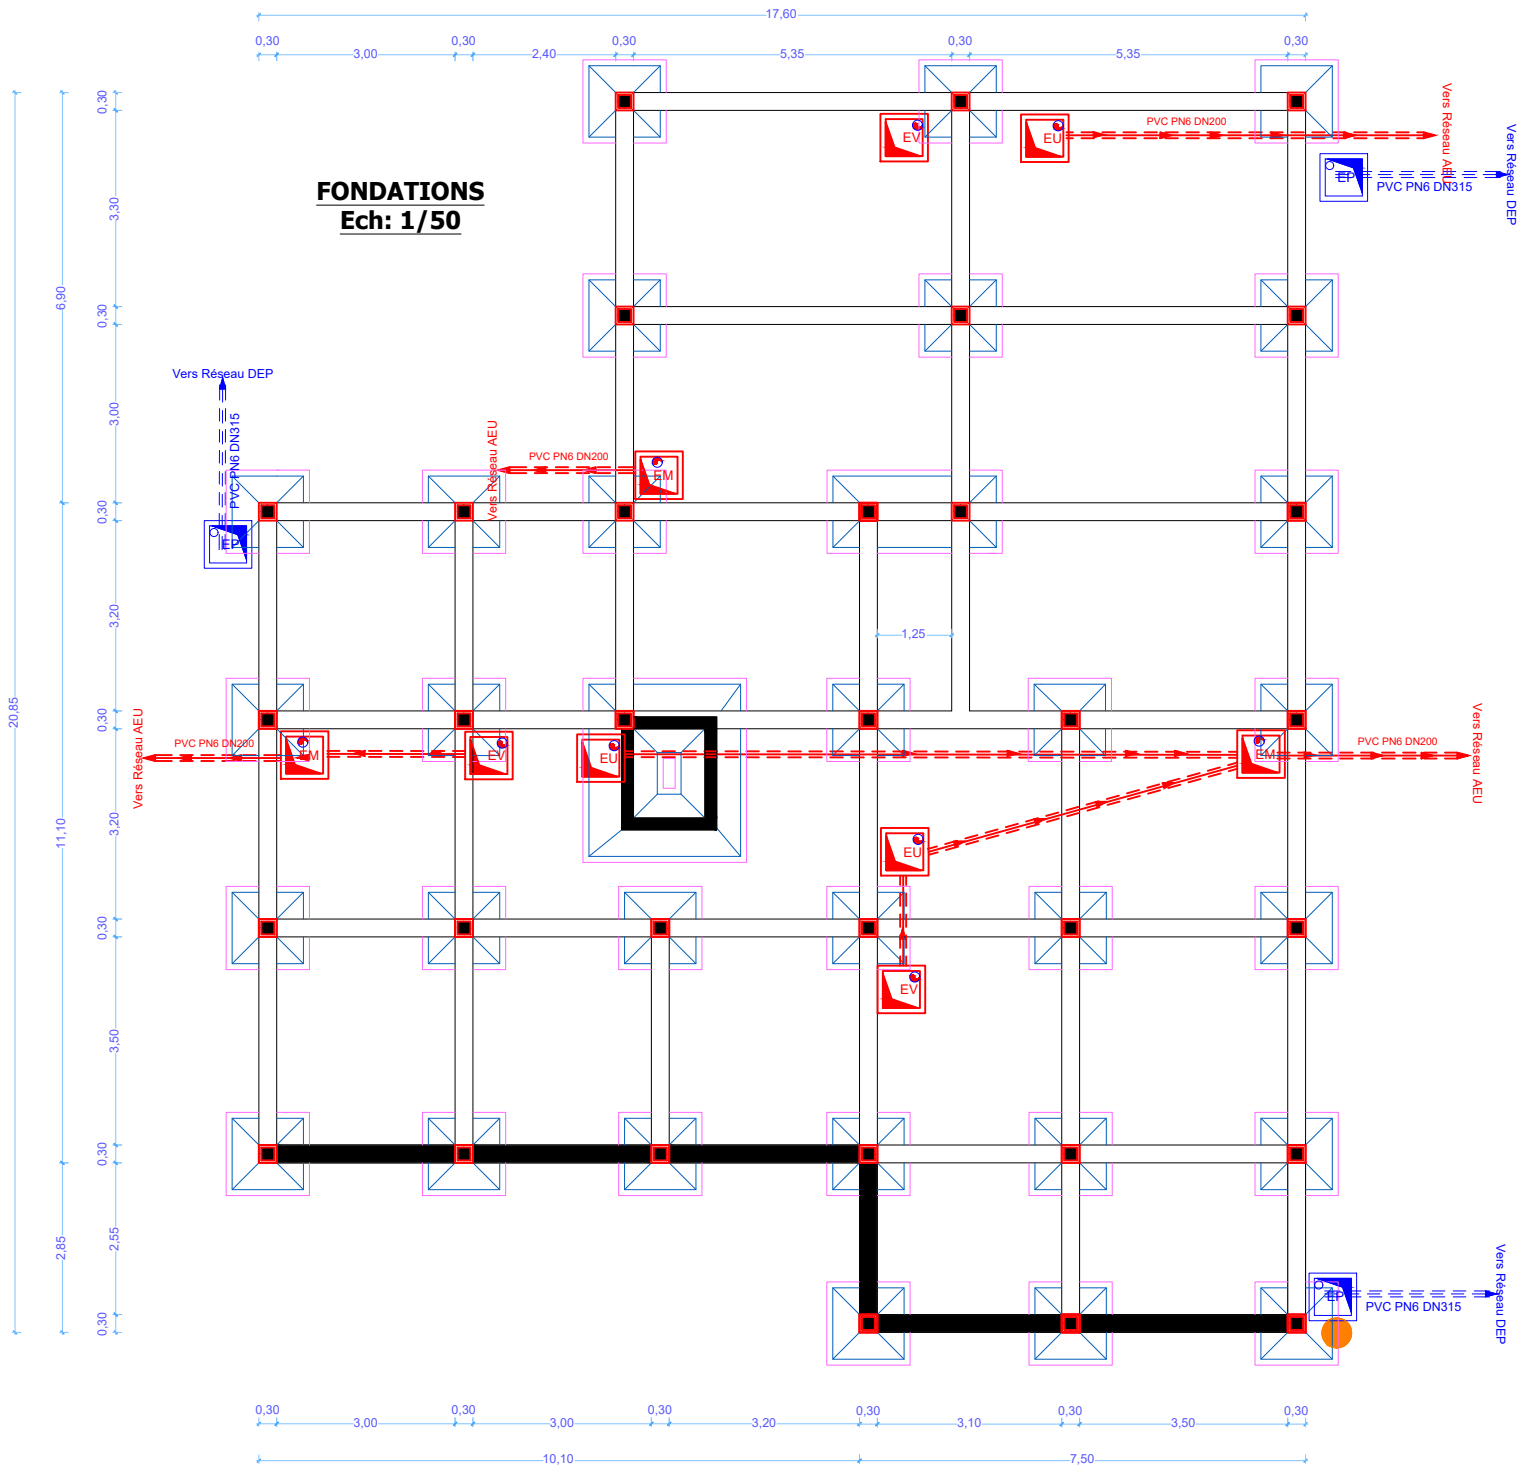 17,60
0,30
3,00
0,30
2,40
0,30
5,35
0,30
5,35
0,30
FONDATIONS
Ech: 1/50
EV
EU
PVC PN6 DN200
Vers Réseau AEU
EP
PVC PN6 DN315
Vers Réseau DEP
20,85
6,90
11,10
2,85
0,30
3,30
0,30
3,00
0,30
3,20
0,30
3,20
0,30
3,50
0,30
2,55
0,30
Vers Réseau DEP
PVC PN6 DN315
EP
Vers Réseau AEU
PVC PN6 DN200
EM
1,25
Vers Réseau AEU
PVC PN6 DN200
EM
EV
EU
EM
PVC PN6 DN200
Vers Réseau AEU
EU
EV
EP
PVC PN6 DN315
Vers Réseau DEP
0,30
3,00
0,30
3,00
0,30
3,20
0,30
3,10
0,30
3,50
0,30
10,10
7,50